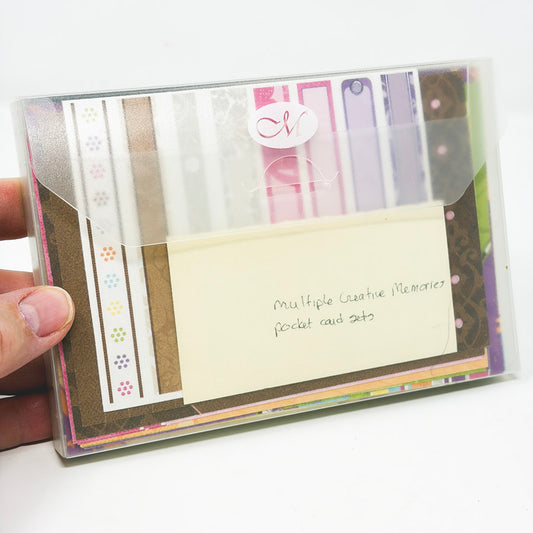 M
multiple Creative Memories
pocket card sets